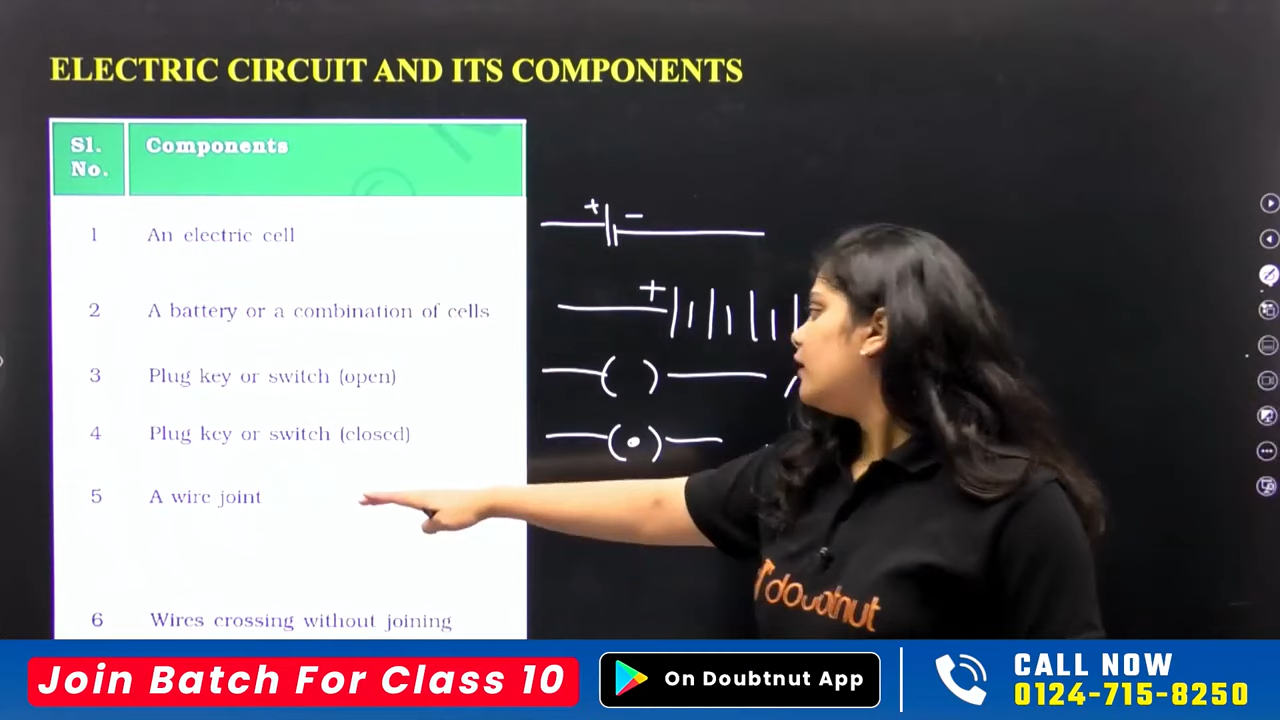 ELECTRIC CIRCUIT AND ITS COMPONENTS
Sl. No. Components
1 An electric cell
+ −
2 A battery or a combination of cells
+
3 Plug key or switch (open)
4 Plug key or switch (closed)
5 A wire joint
6 Wires crossing without joining
doubtnut
Join Batch For Class 10
On Doubtnut App
CALL NOW
0124-715-8250